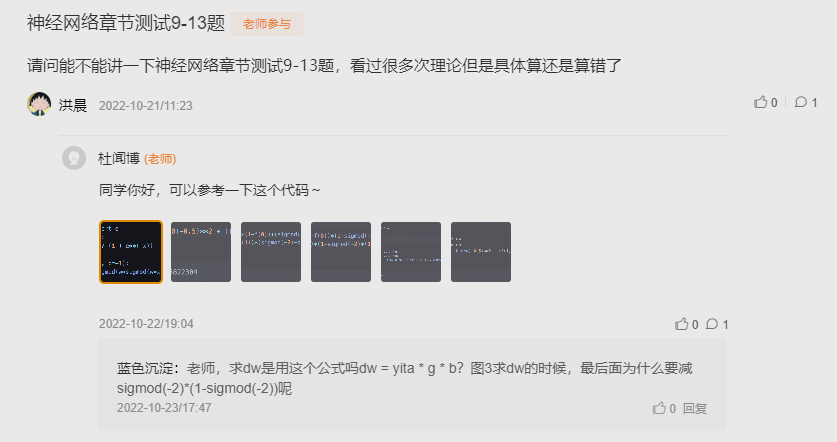 神经网络章节测试9-13题 老师参与
请问能不能讲一下神经网络章节测试9-13题，看过很多次理论但是具体算还是算错了
洪晨 2022-10-21/11:23 0 1
杜闻博 (老师)
同学你好，可以参考一下这个代码～
2022-10-22/19:04 0 1
蓝色沉淀：老师，求dw是用这个公式吗dw = yita * g * b？图3求dw的时候，最后面为什么要减
sigmod(-2)*(1-sigmod(-2))呢
2022-10-23/17:47 0 回复